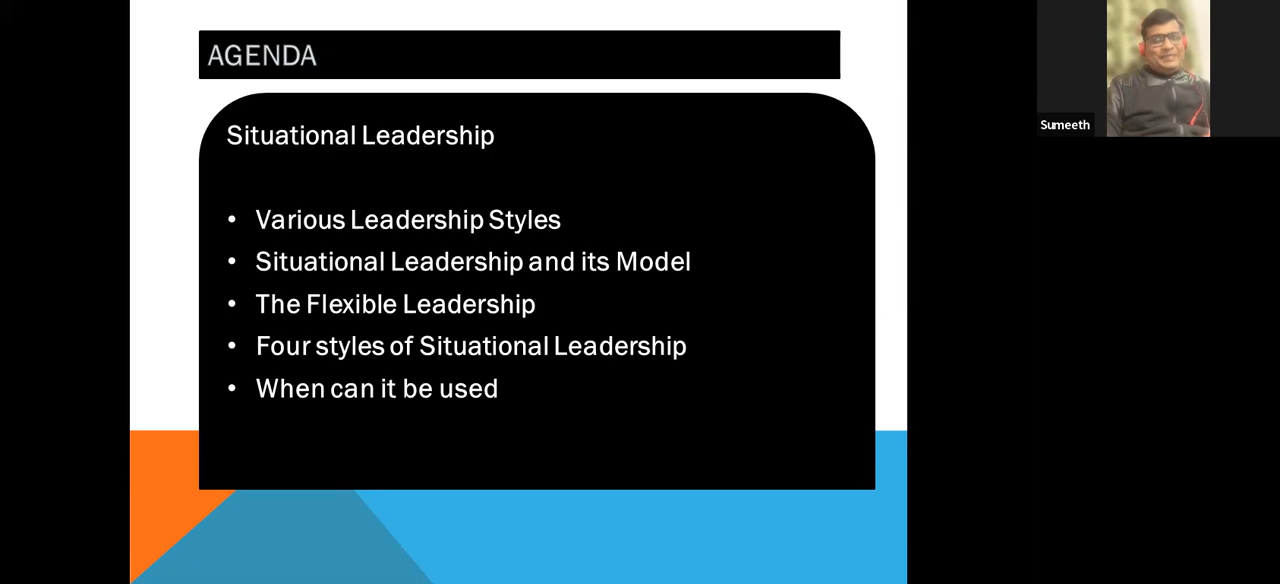 AGENDA
Situational Leadership
• Various Leadership Styles
• Situational Leadership and its Model
• The Flexible Leadership
• Four styles of Situational Leadership
• When can it be used
Sumeeth